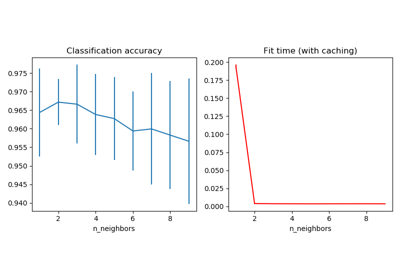 Classification accuracy
0.975
0.970
0.965
0.960
0.955
0.950
0.945
0.940
2 4 6 8
n_neighbors
Fit time (with caching)
0.200
0.175
0.150
0.125
0.100
0.075
0.050
0.025
0.000
2 4 6 8
n_neighbors